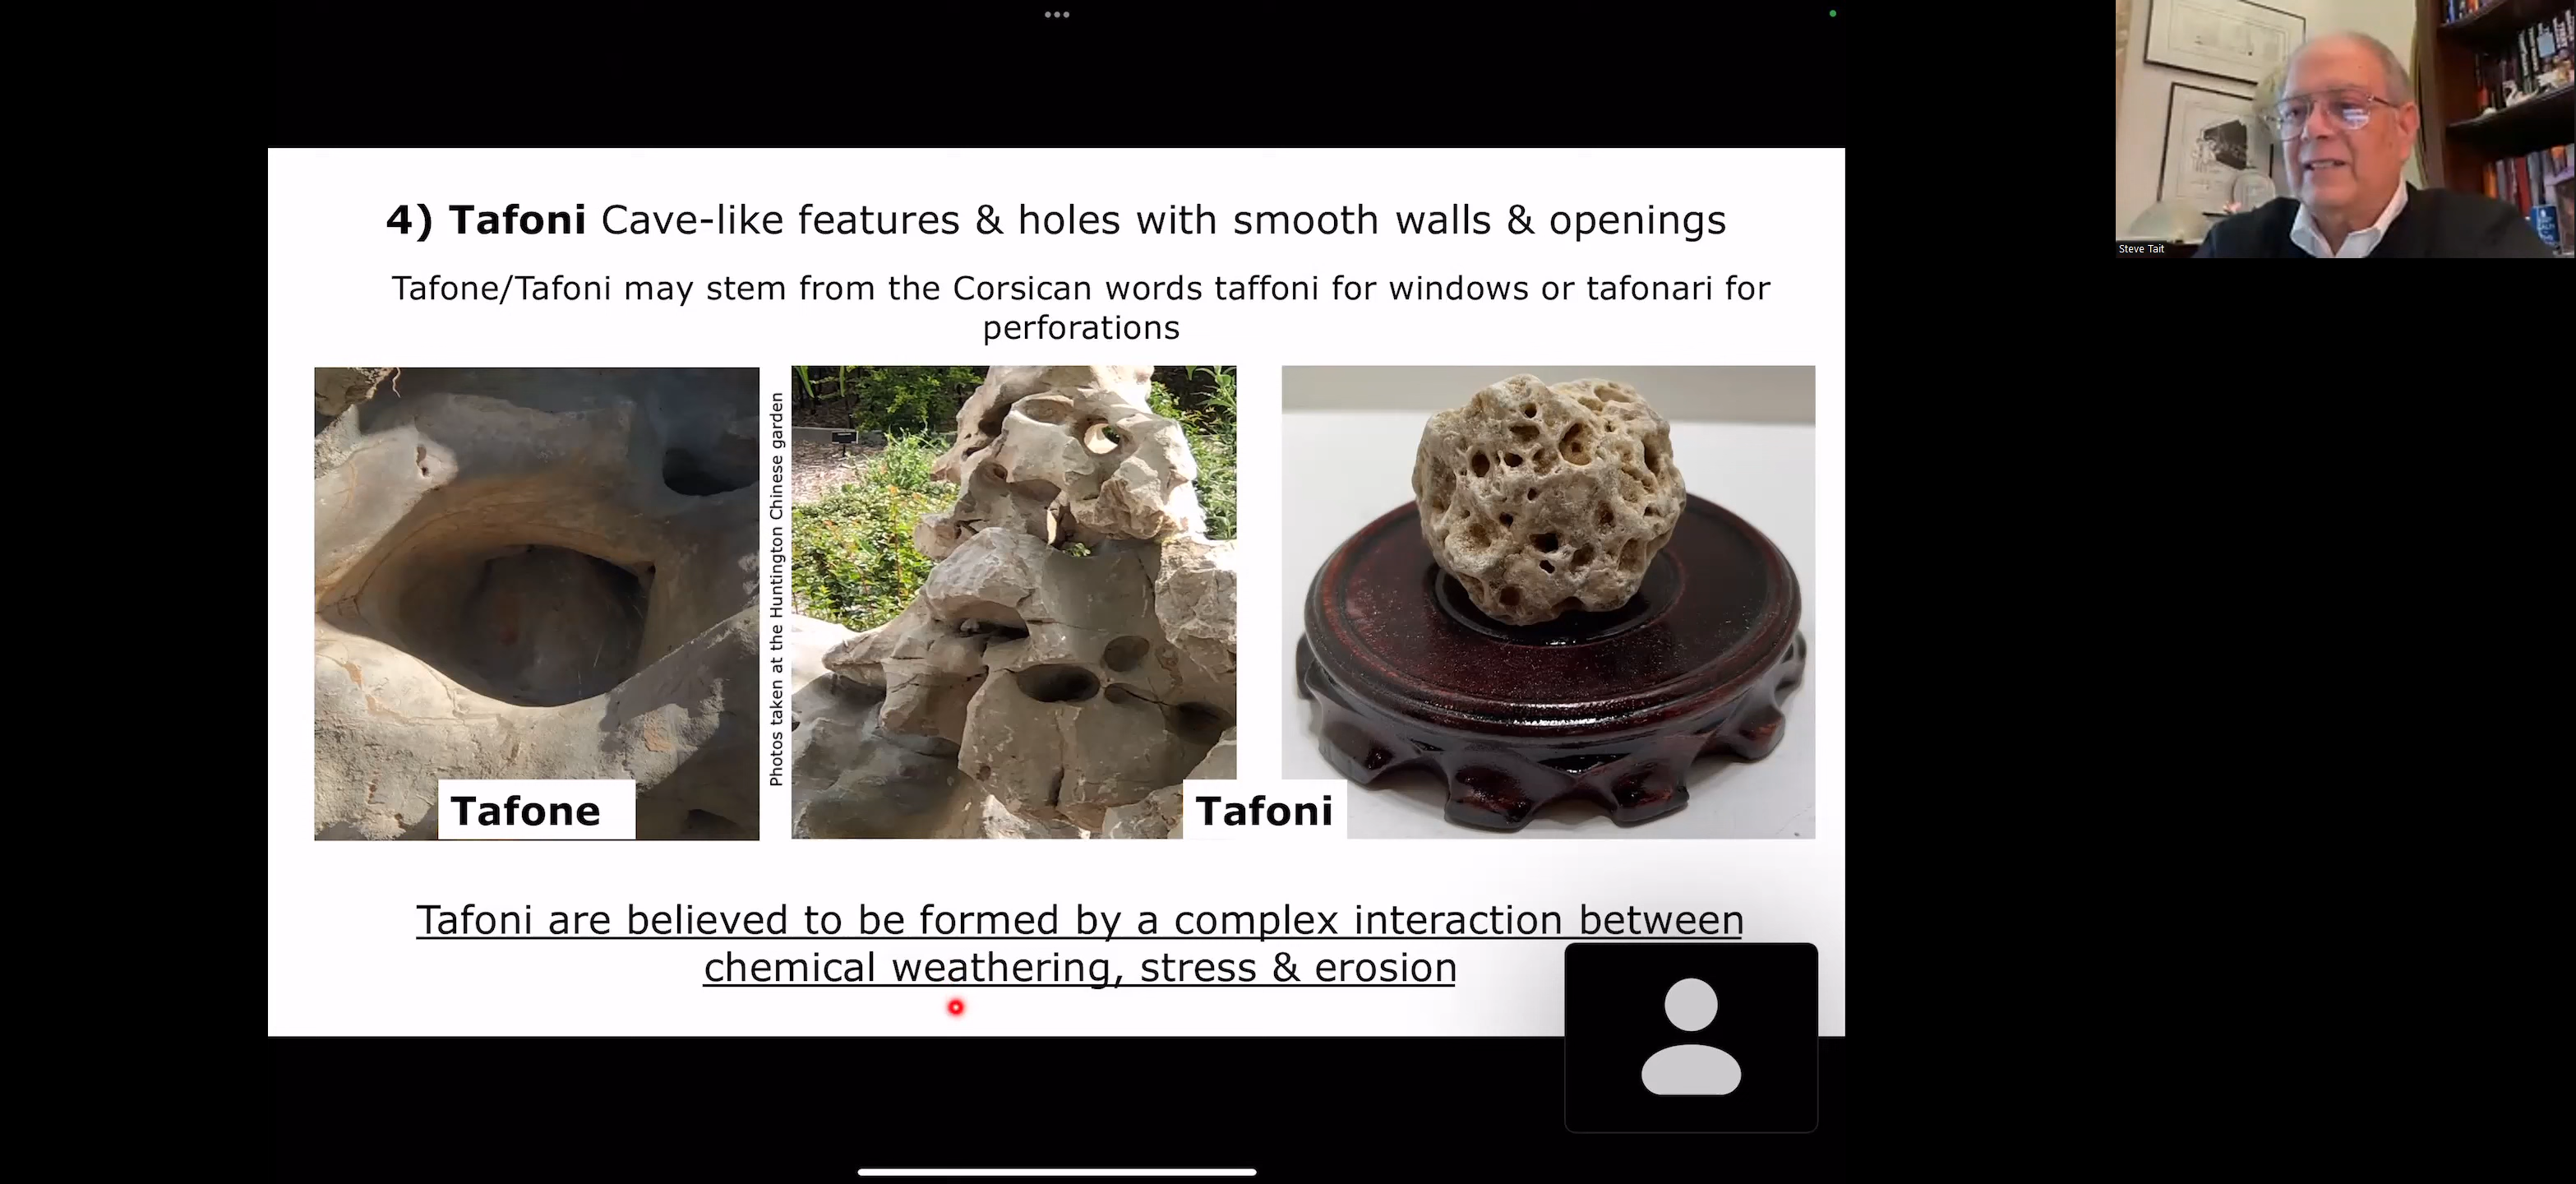 4) Tafoni Cave-like features & holes with smooth walls & openings
Tafone/Tafoni may stem from the Corsican words taffoni for windows or tafonari for
perforations
Photos taken at the Huntington Chinese garden
Tafone
Tafoni
Tafoni are believed to be formed by a complex interaction between
chemical weathering, stress & erosion
Steve Tait